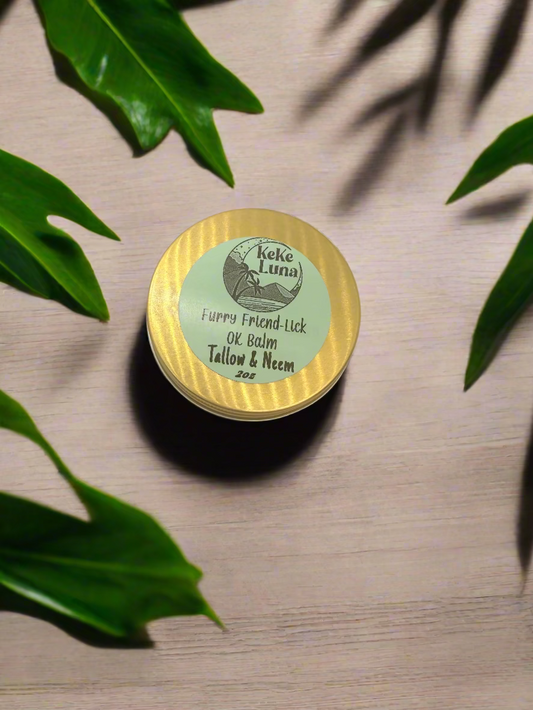 KeKe
Luna
Furry Friend-Lick
OK Balm
Tallow & Neem
2oz